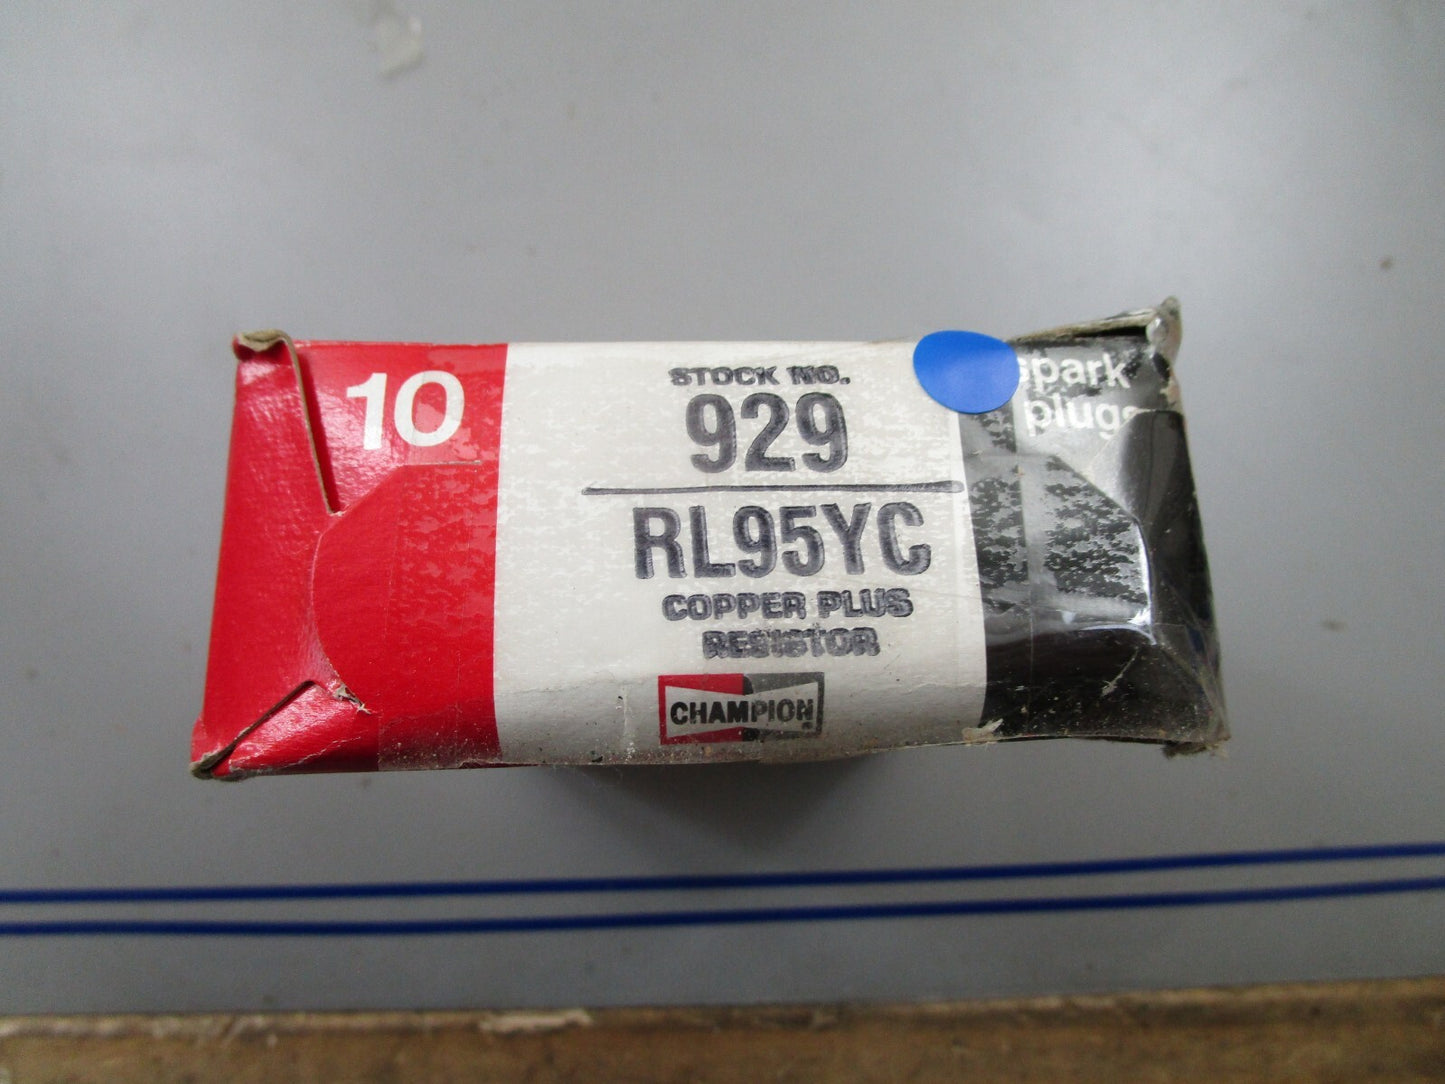 10
STOCK NO.
929
RL95YC
COPPER PLUS
RESISTOR
CHAMPION
spark
plugs